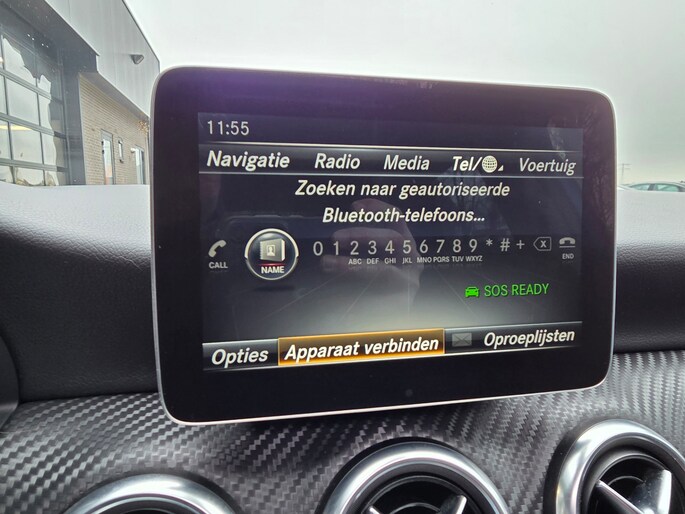 11:55
Navigatie Radio Media Tel/ Voertuig
Zoeken naar geautoriseerde
Bluetooth-telefoons...
CALL NAME 0 1 2 3 4 5 6 7 8 9 * # + END
ABC DEF GHI JKL MNO PQRS TUV WXYZ
SOS READY
Opties Apparaat verbinden Oproeplijsten